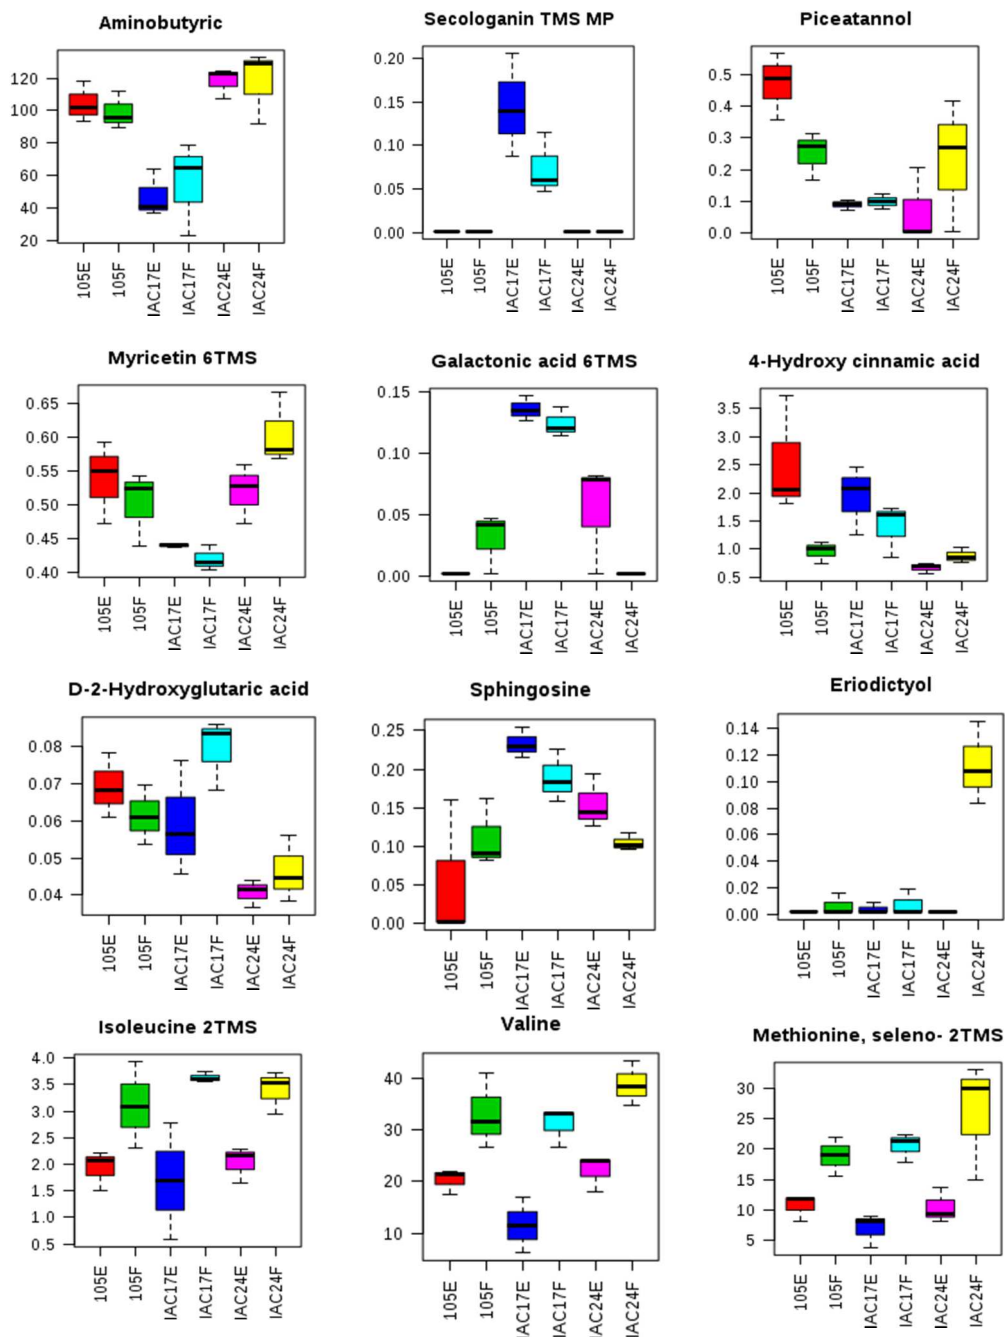 Aminobutyric
120
100
80
60
40
20
105E
105F
IAC17E
IAC17F
IAC24E
IAC24F
Secologanin TMS MP
0.20
0.15
0.10
0.05
0.00
105E
105F
IAC17E
IAC17F
IAC24E
IAC24F
Piceatannol
0.5
0.4
0.3
0.2
0.1
0.0
105E
105F
IAC17E
IAC17F
IAC24E
IAC24F
Myricetin 6TMS
0.65
0.60
0.55
0.50
0.45
0.40
105E
105F
IAC17E
IAC17F
IAC24E
IAC24F
Galactonic acid 6TMS
0.15
0.10
0.05
0.00
105E
105F
IAC17E
IAC17F
IAC24E
IAC24F
4-Hydroxy cinnamic acid
3.5
3.0
2.5
2.0
1.5
1.0
0.5
105E
105F
IAC17E
IAC17F
IAC24E
IAC24F
D-2-Hydroxyglutaric acid
0.08
0.07
0.06
0.05
0.04
105E
105F
IAC17E
IAC17F
IAC24E
IAC24F
Sphingosine
0.25
0.20
0.15
0.10
0.05
0.00
105E
105F
IAC17E
IAC17F
IAC24E
IAC24F
Eriodictyol
0.14
0.12
0.10
0.08
0.06
0.04
0.02
0.00
105E
105F
IAC17E
IAC17F
IAC24E
IAC24F
Isoleucine 2TMS
4.0
3.5
3.0
2.5
2.0
1.5
1.0
0.5
105E
105F
IAC17E
IAC17F
IAC24E
IAC24F
Valine
40
30
20
10
105E
105F
IAC17E
IAC17F
IAC24E
IAC24F
Methionine, seleno- 2TMS
30
25
20
15
10
5
105E
105F
IAC17E
IAC17F
IAC24E
IAC24F